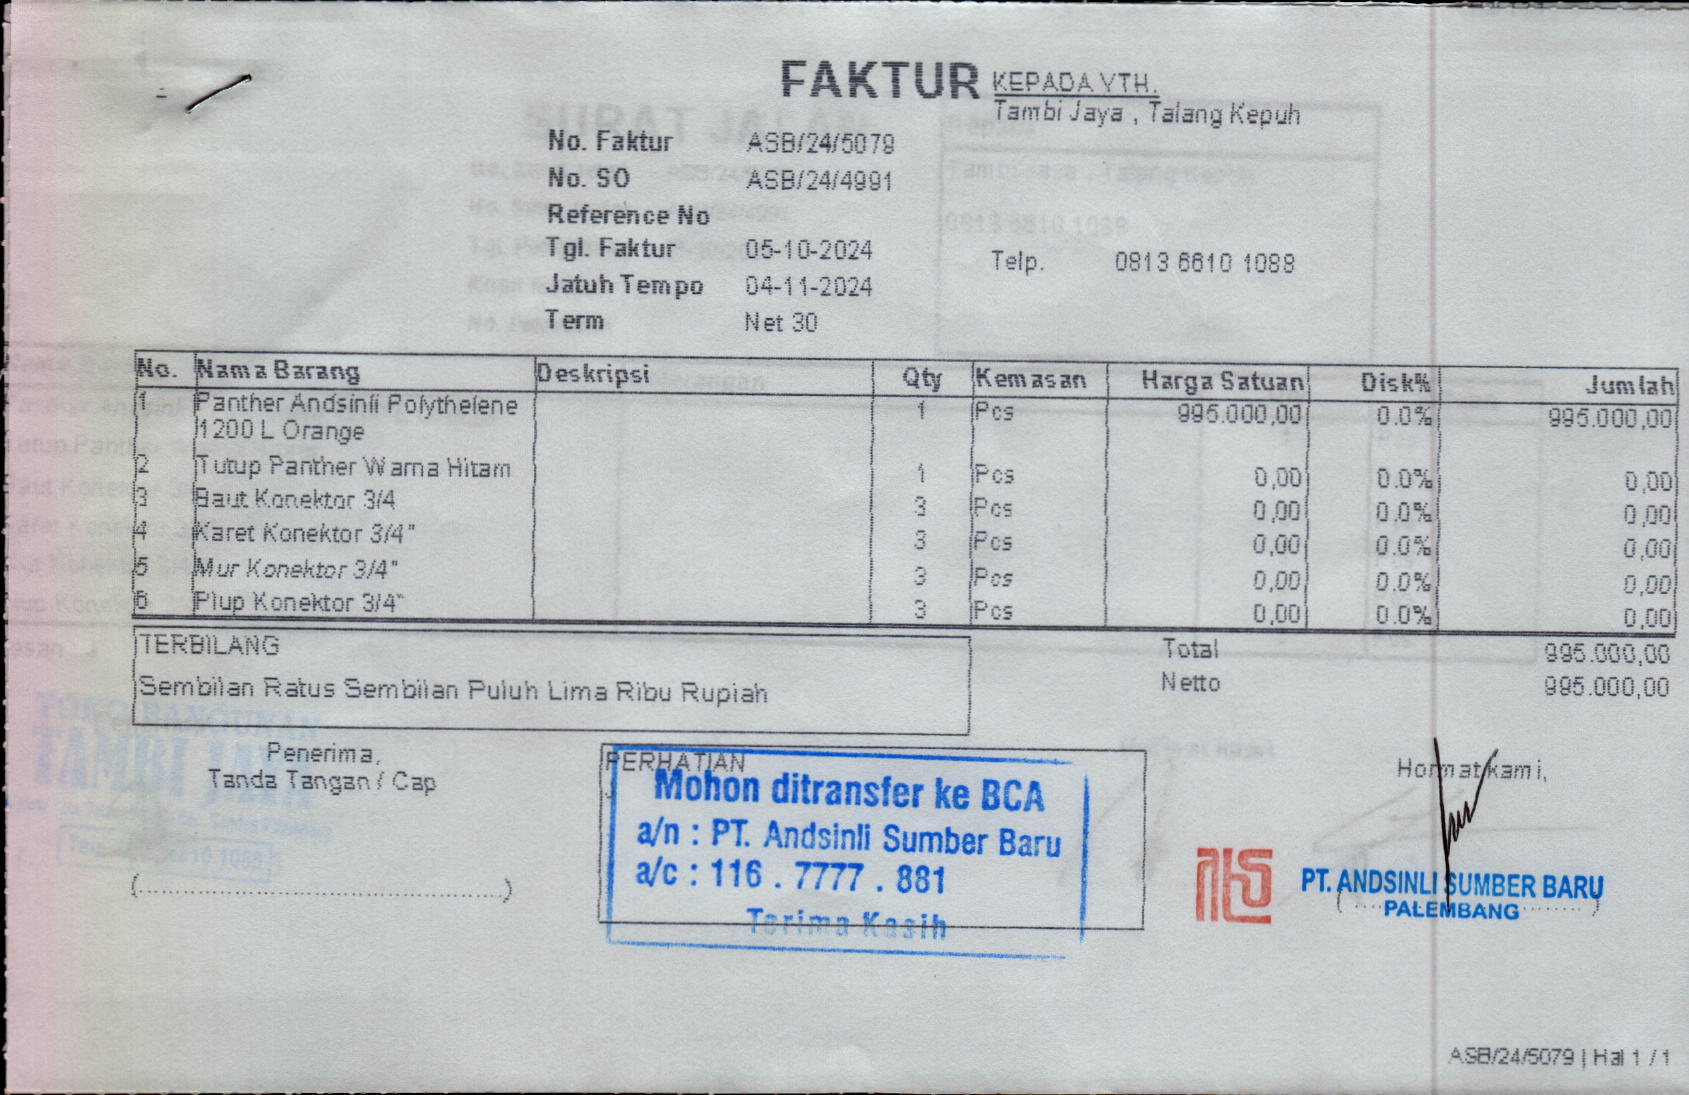 FAKTUR
KEPADA YTH.
Tambi Jaya , Talang Kepuh
No. Faktur ASB/24/5079
No. SO ASB/24/4991
Reference No
Tgl. Faktur 05-10-2024
Telp. 0813 6610 1088
Jatuh Tempo 04-11-2024
Term Net 30
No. Nama Barang Deskripsi Qty Kemasan Harga Satuan Disk% Jumlah
1 Panther Andsinli Polythelene 1 Pcs 995.000,00 0.0% 995.000,00
1200 L Orange
2 Tutup Panther Warna Hitam 1 Pcs 0,00 0.0% 0,00
3 Baut Konektor 3/4 3 Pcs 0,00 0.0% 0,00
4 Karet Konektor 3/4" 3 Pcs 0,00 0.0% 0,00
5 Mur Konektor 3/4" 3 Pcs 0,00 0.0% 0,00
6 Plup Konektor 3/4" 3 Pcs 0,00 0.0% 0,00
TERBILANG
Sembilan Ratus Sembilan Puluh Lima Ribu Rupiah
Total 995.000,00
Netto 995.000,00
Penerima,
Tanda Tangan / Cap
(....................................................)
PERHATIAN
Mohon ditransfer ke BCA
a/n : PT. Andsinli Sumber Baru
a/c : 116 . 7777 . 881
Terima Kasih
Hormat kami,
PT. ANDSINLI SUMBER BARU
PALEMBANG
ASB/24/5079 | Hal 1 / 1